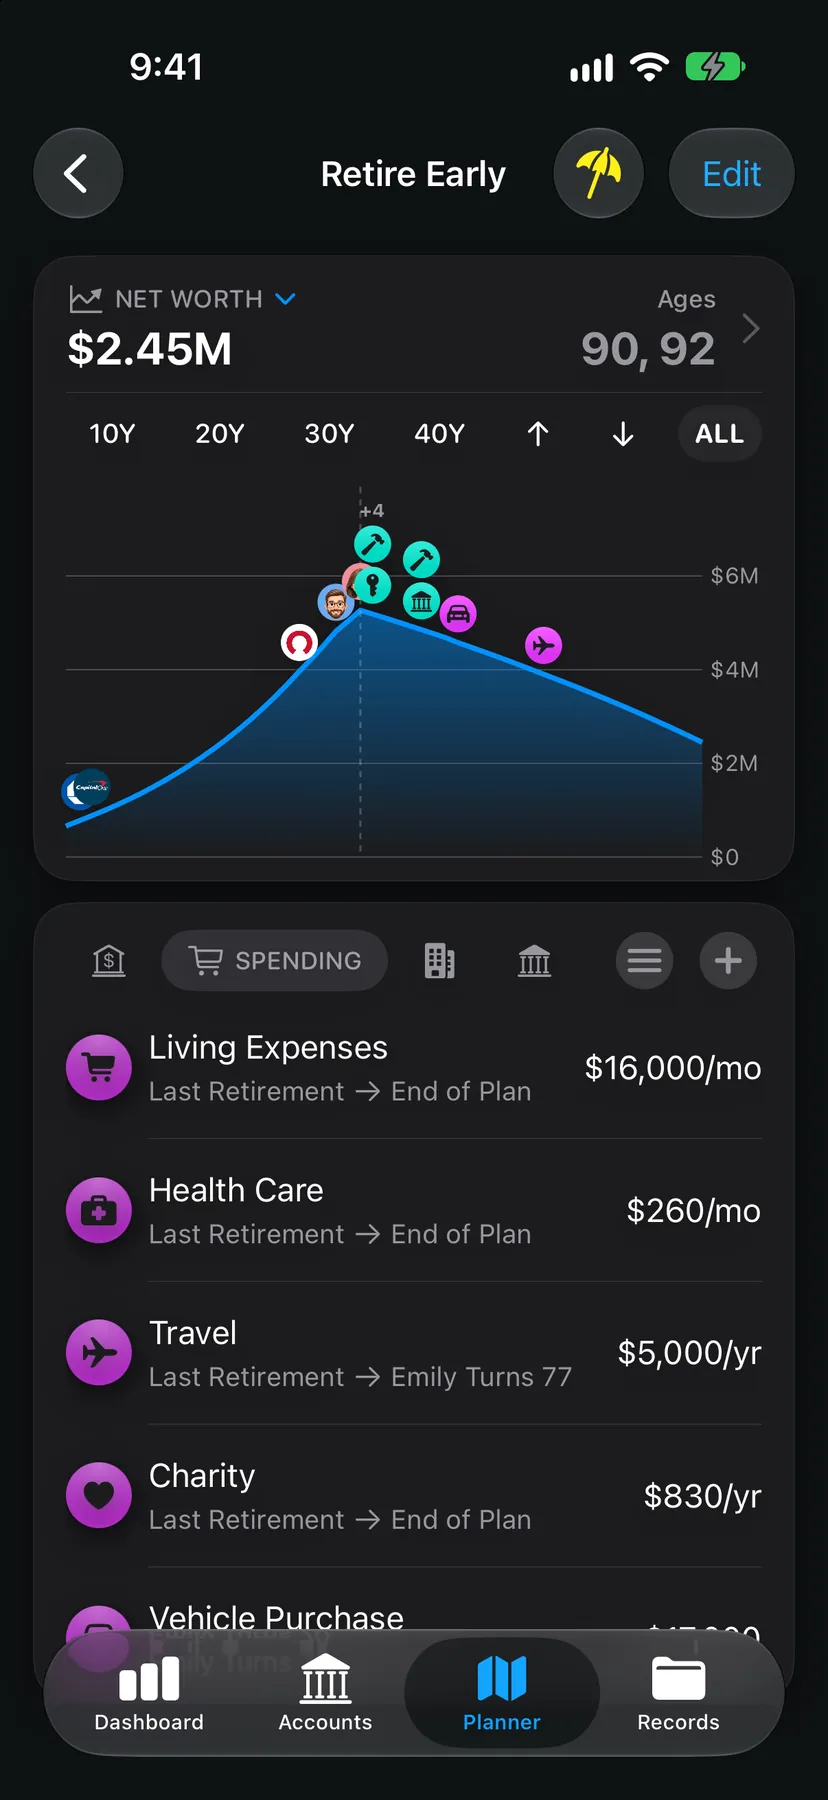 9:41
Retire Early
Edit
NET WORTH
Ages
$2.45M
90, 92
10Y 20Y 30Y 40Y ALL
+4
$6M
$4M
CapitalOne
$2M
$0
SPENDING
Living Expenses
$16,000/mo
Last Retirement → End of Plan
Health Care
$260/mo
Last Retirement → End of Plan
Travel
$5,000/yr
Last Retirement → Emily Turns 77
Charity
$830/yr
Last Retirement → End of Plan
Vehicle Purchase
Dashboard Accounts Planner Records